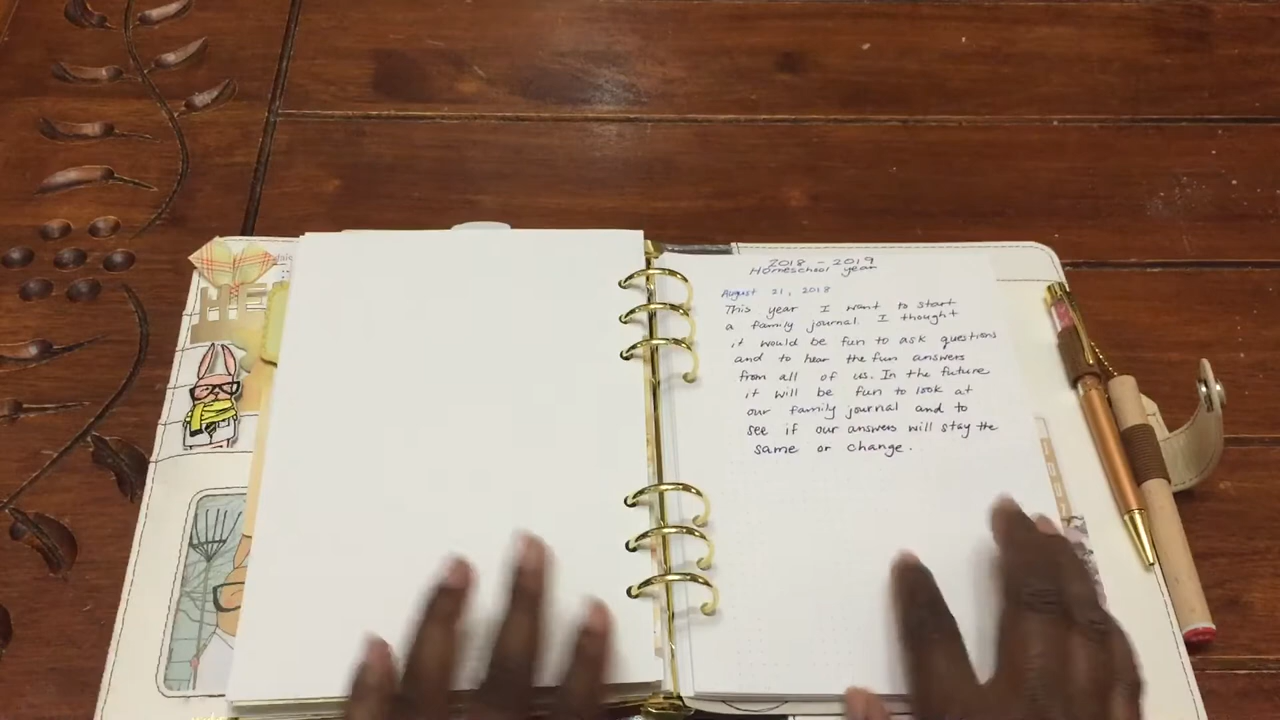 2018 - 2019
Homeschool year
August 21, 2018
This year I want to start
a family journal. I thought
it would be fun to ask questions
and to hear the fun answers
from all of us. In the future
it will be fun to look at
our family journal and to
see if our answers will stay the
same or change.